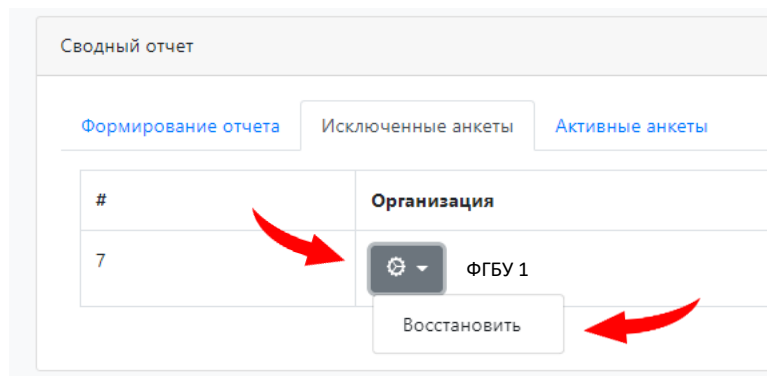 Сводный отчет
Формирование отчета Исключенные анкеты Активные анкеты
# Организация
7 ФГБУ 1
Восстановить